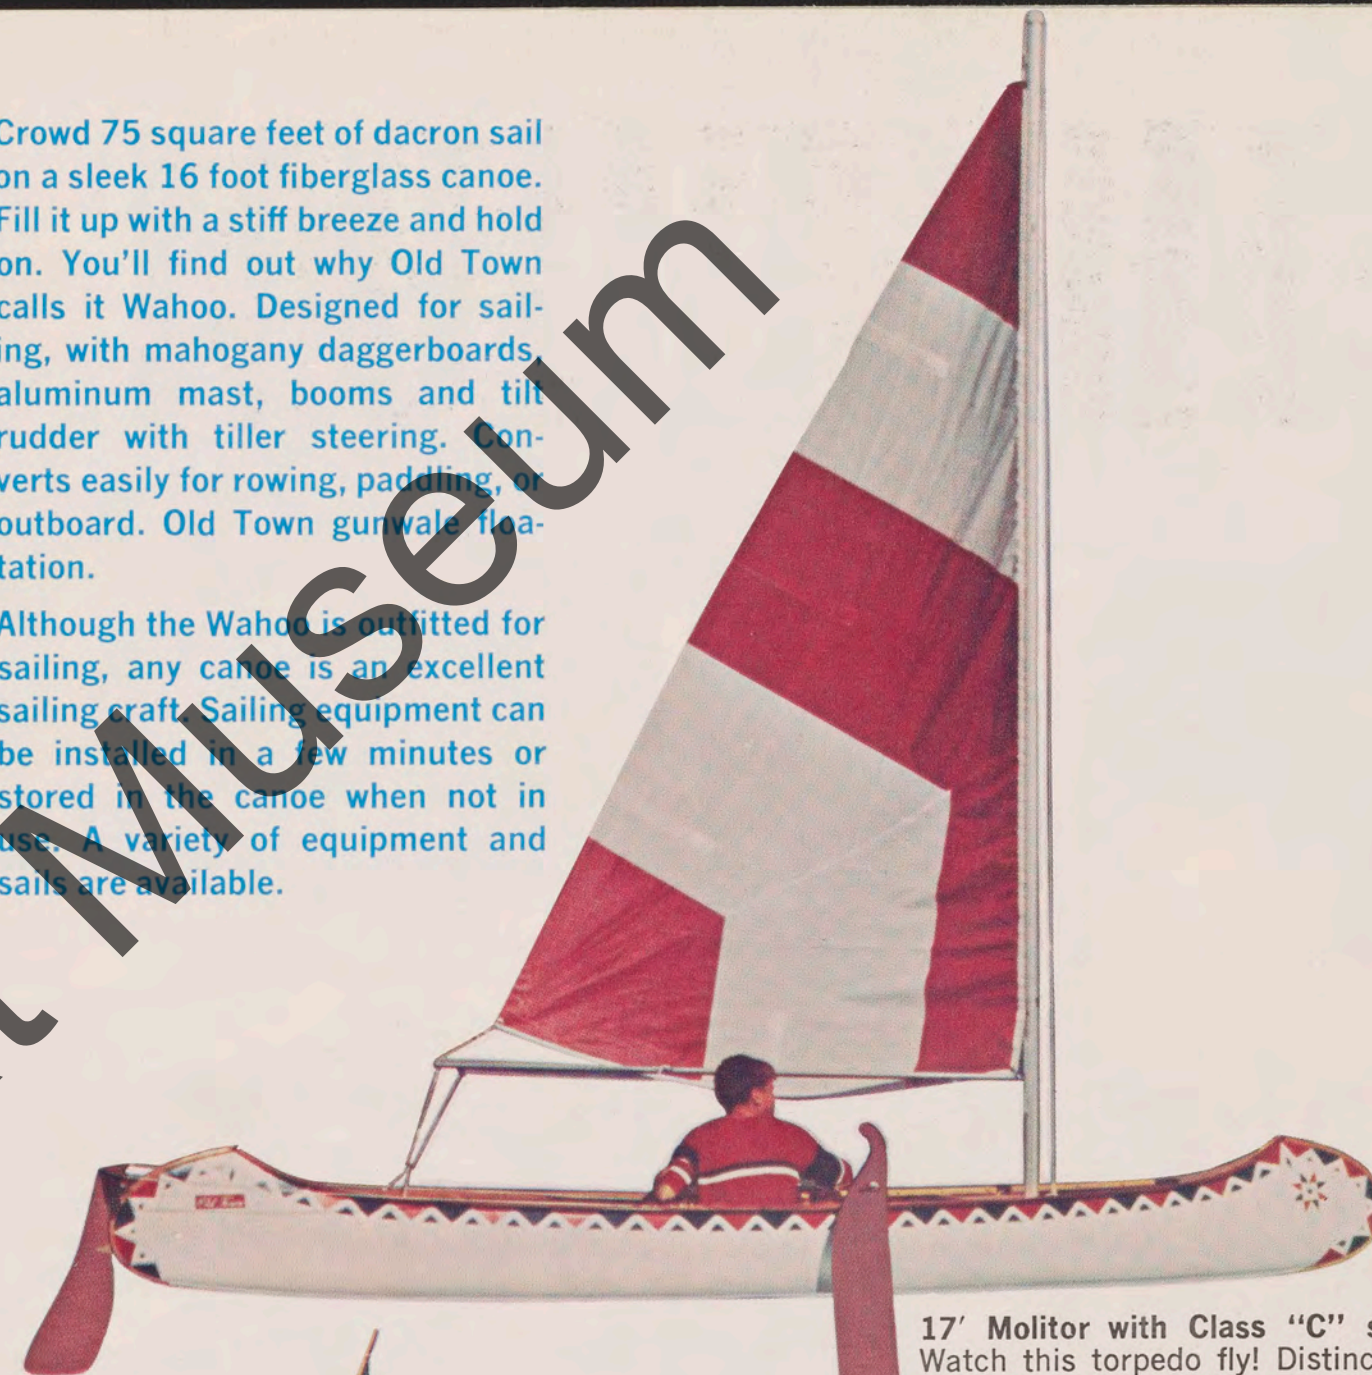 Crowd 75 square feet of dacron sail
on a sleek 16 foot fiberglass canoe.
Fill it up with a stiff breeze and hold
on. You'll find out why Old Town
calls it Wahoo. Designed for sail-
ing, with mahogany daggerboards,
aluminum mast, booms and tilt
rudder with tiller steering. Con-
verts easily for rowing, paddling, or
outboard. Old Town gunwale floa-
tation.
Although the Wahoo is outfitted for
sailing, any canoe is an excellent
sailing craft. Sailing equipment can
be installed in a few minutes or
stored in the canoe when not in
use. A variety of equipment and
sails are available.
Museum
Old Town
17′ Molitor with Class “C” s
Watch this torpedo fly! Distinc